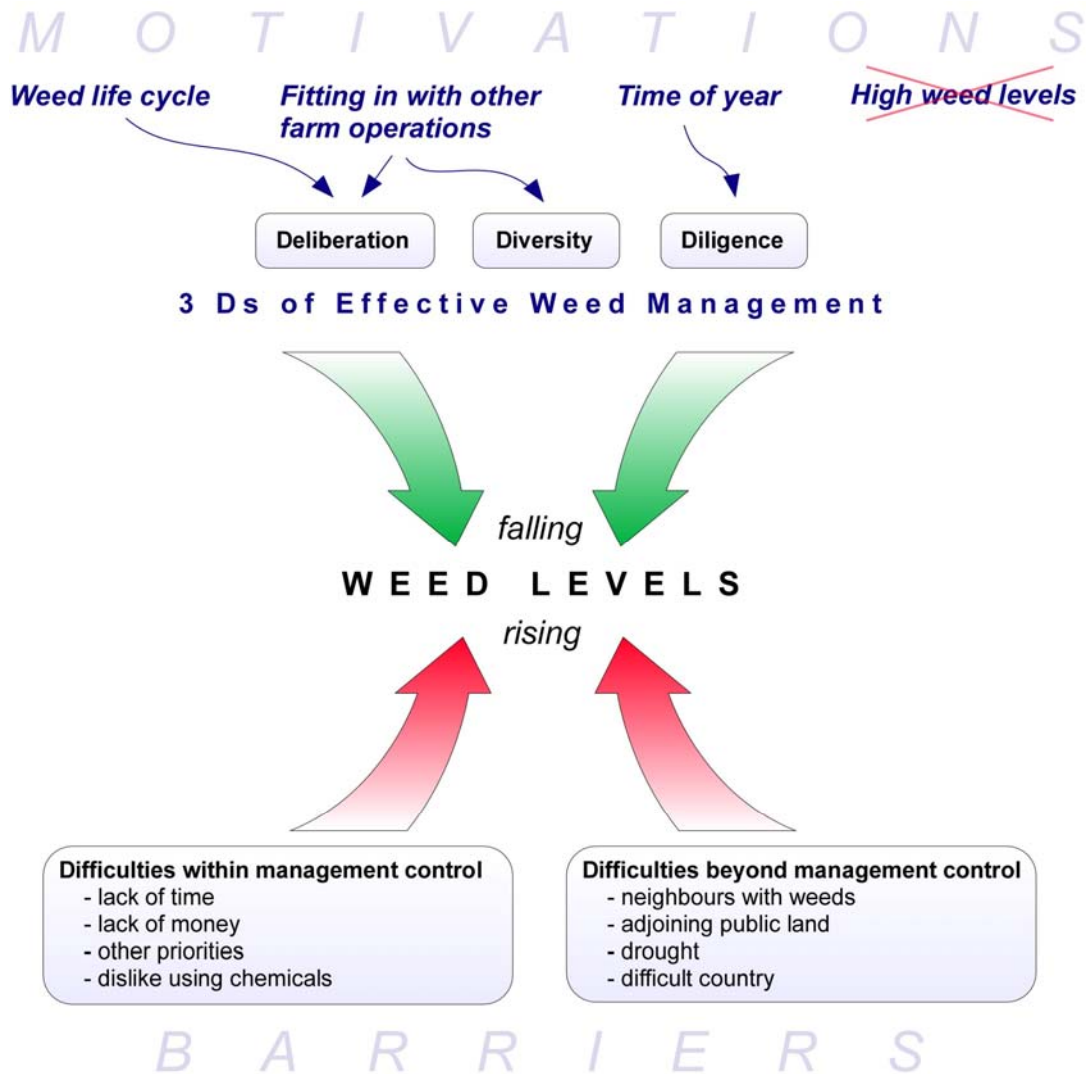 M O T I V A T I O N S
Weed life cycle
Fitting in with other
farm operations
Time of year
High weed levels
Deliberation
Diversity
Diligence
3 Ds of Effective Weed Management
falling
WEED LEVELS
rising
Difficulties within management control
- lack of time
- lack of money
- other priorities
- dislike using chemicals
Difficulties beyond management control
- neighbours with weeds
- adjoining public land
- drought
- difficult country
B A R R I E R S